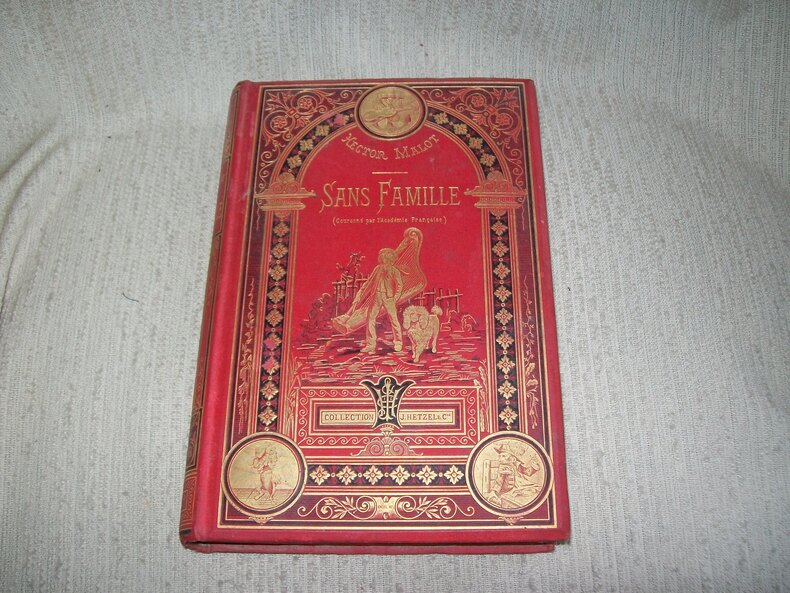 HECTOR MALOT
SANS FAMILLE
(Couronné par l'Académie Française)
COLLECTION J. HETZEL & Cie